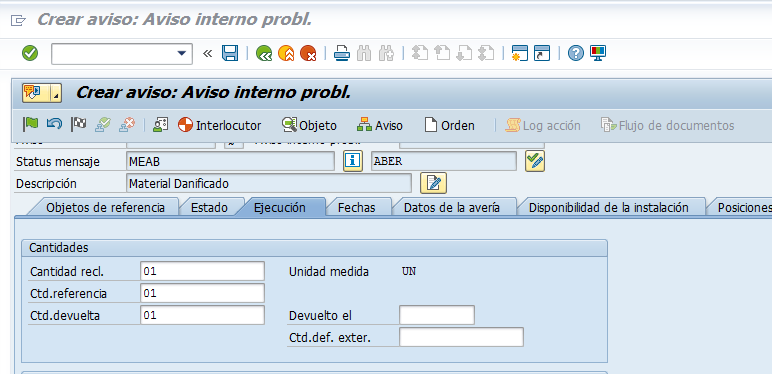 Crear aviso: Aviso interno probl.
Crear aviso: Aviso interno probl.
Interlocutor Objeto Aviso Orden Log acción Flujo de documentos
Status mensaje MEAB ABER
Descripción Material Danificado
Objetos de referencia Estado Ejecución Fechas Datos de la avería Disponibilidad de la instalación Posiciones
Cantidades
Cantidad recl. 01 Unidad medida UN
Ctd.referencia 01
Ctd.devuelta 01 Devuelto el
Ctd.def. exter.